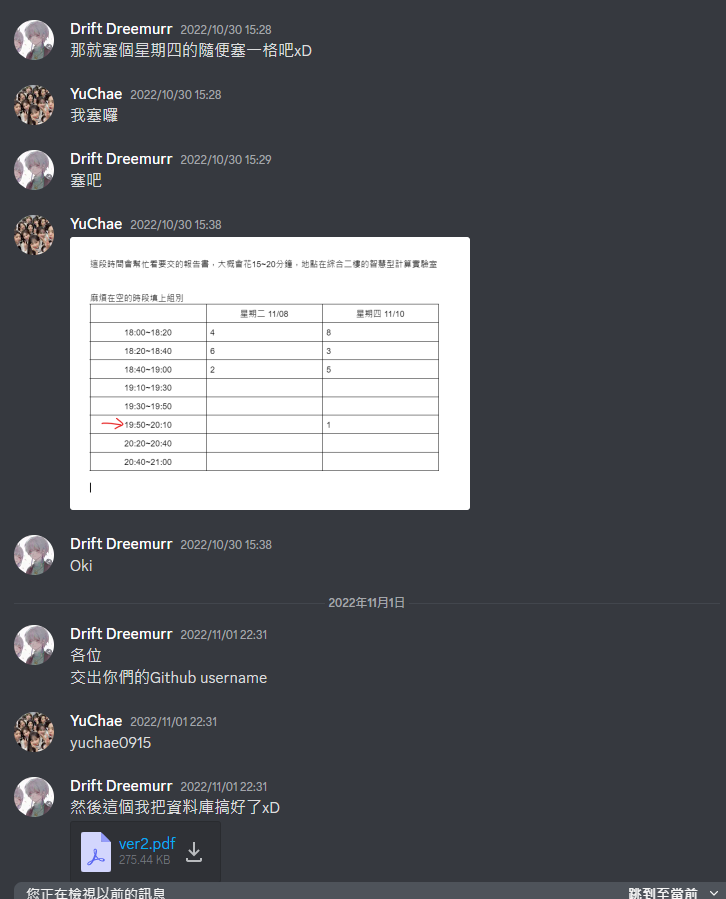 Drift Dreemurr 2022/10/30 15:28
那就塞個星期四的隨便塞一格吧xD
YuChae 2022/10/30 15:28
我塞囉
Drift Dreemurr 2022/10/30 15:29
塞吧
YuChae 2022/10/30 15:38
這段時間會幫忙看要交的報告書，大概會花15~20分鐘，地點在綜合二樓的智慧型計算實驗室
麻煩在空的時段填上組別
星期二 11/08 星期四 11/10
18:00~18:20 4 8
18:20~18:40 6 3
18:40~19:00 2 5
19:10~19:30
19:30~19:50
19:50~20:10 1
20:20~20:40
20:40~21:00
Drift Dreemurr 2022/10/30 15:38
Oki
2022年11月1日
Drift Dreemurr 2022/11/01 22:31
各位
交出你們的Github username
YuChae 2022/11/01 22:31
yuchae0915
Drift Dreemurr 2022/11/01 22:31
然後這個我把資料庫搞好了xD
ver2.pdf
275.44 KB
您正在檢視以前的訊息 跳到至當前